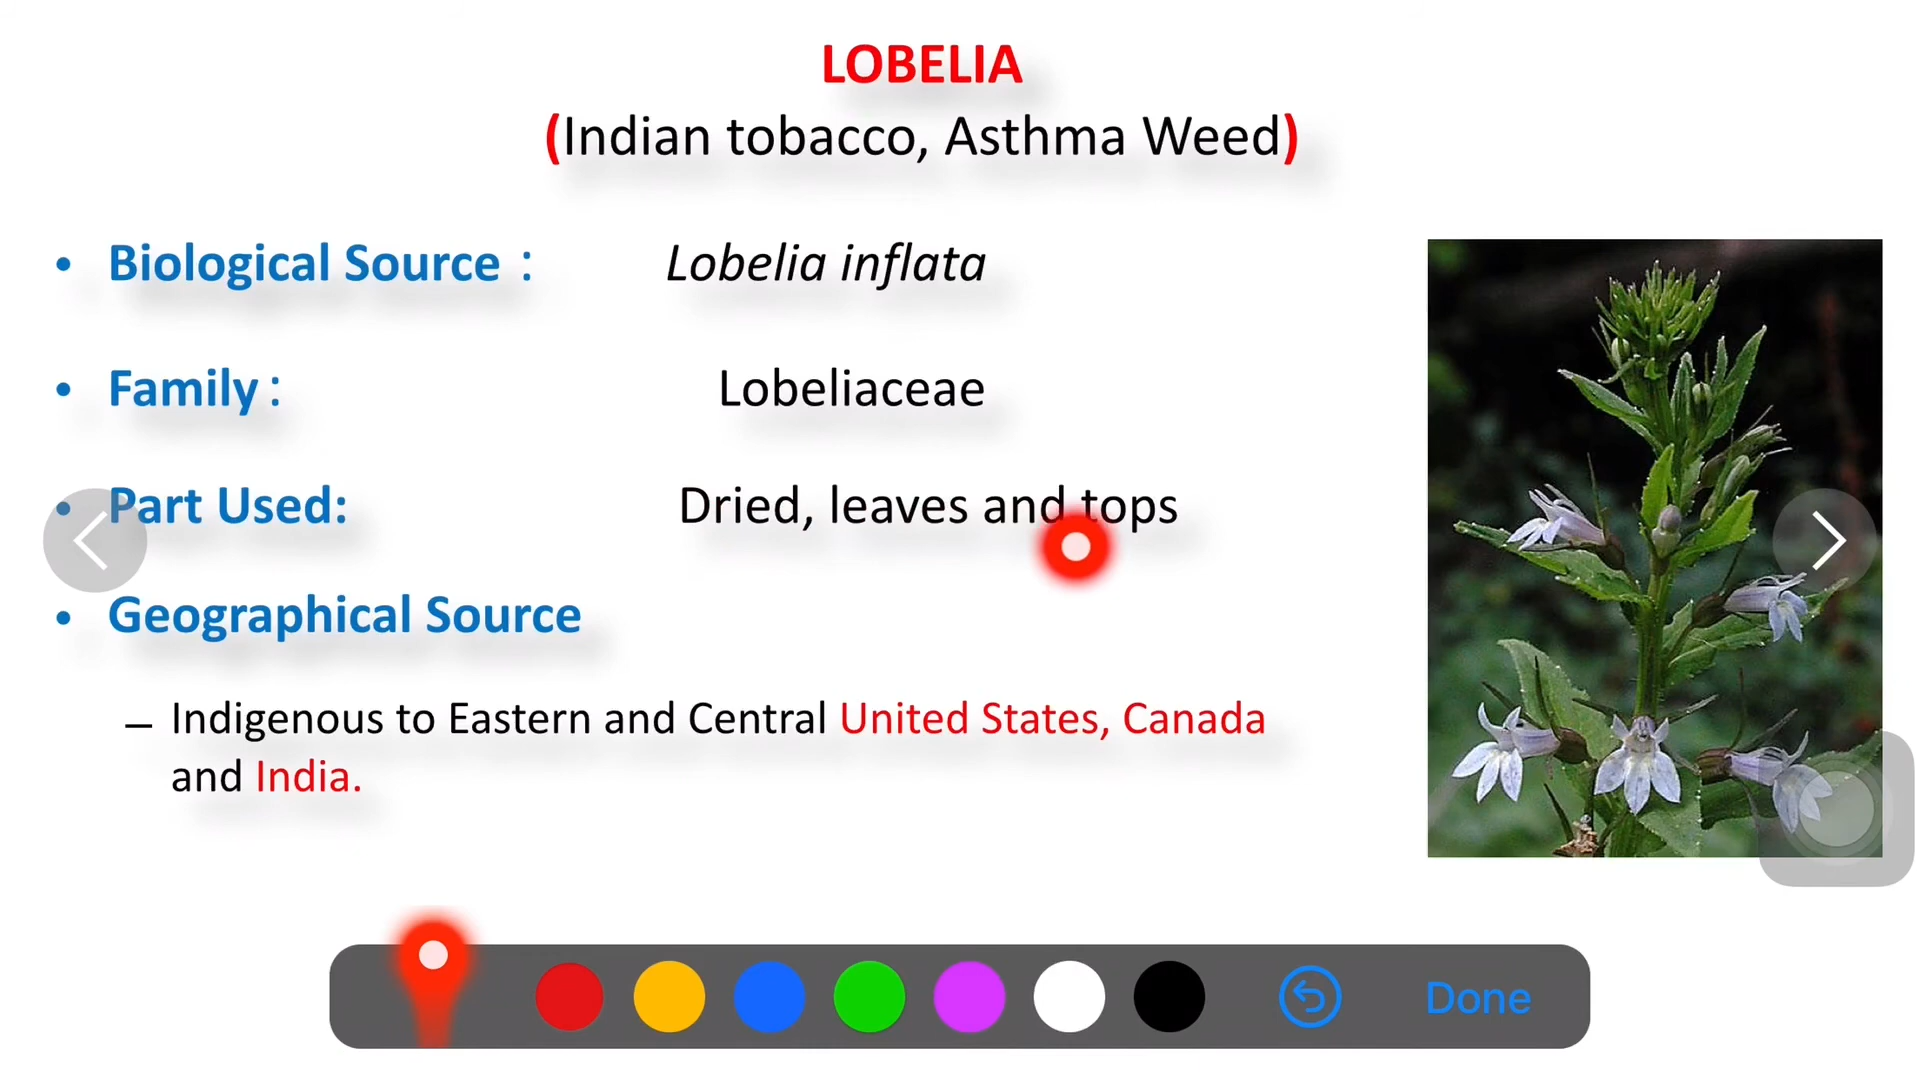 LOBELIA
(Indian tobacco, Asthma Weed)
• Biological Source : Lobelia inflata
• Family : Lobeliaceae
• Part Used: Dried, leaves and tops
• Geographical Source
– Indigenous to Eastern and Central United States, Canada
and India.
Done